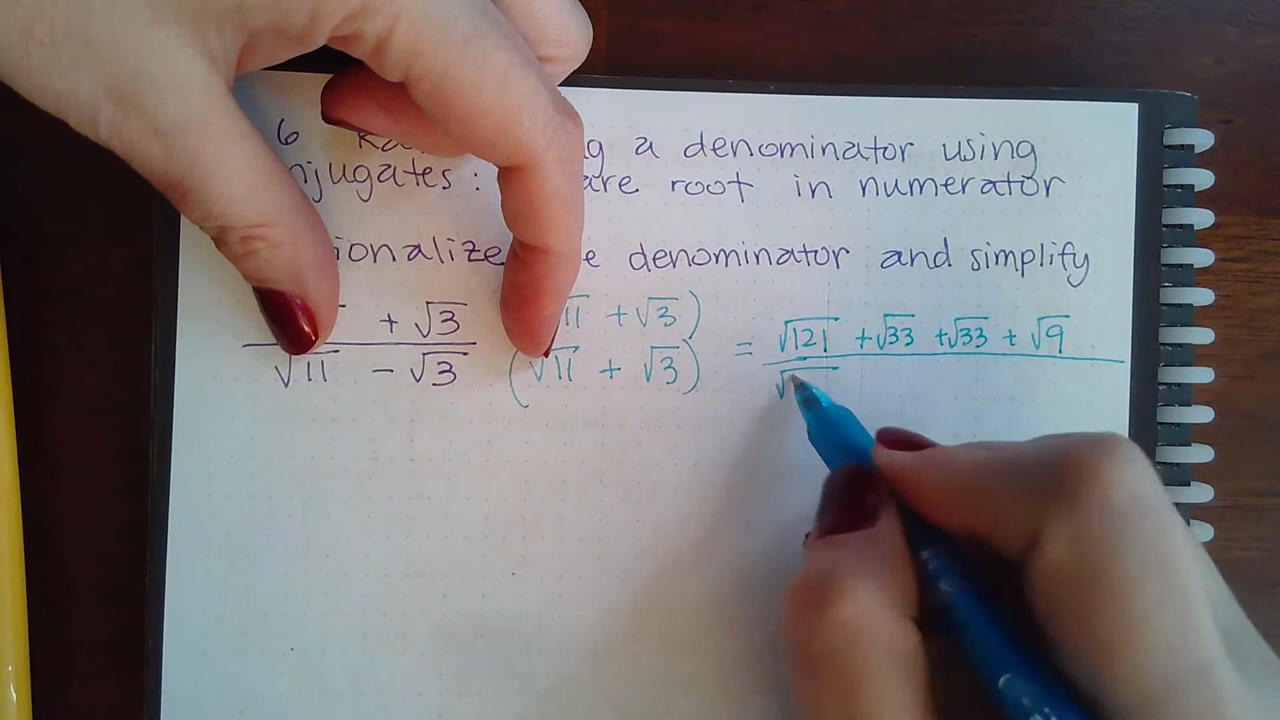 6 g a denominator using
njugates: are root in numerator
ionalize e denominator and simplify
+ √3 / √11 - √3 (√11 + √3) / (√11 + √3) = √121 + √33 + √33 + √9 / √